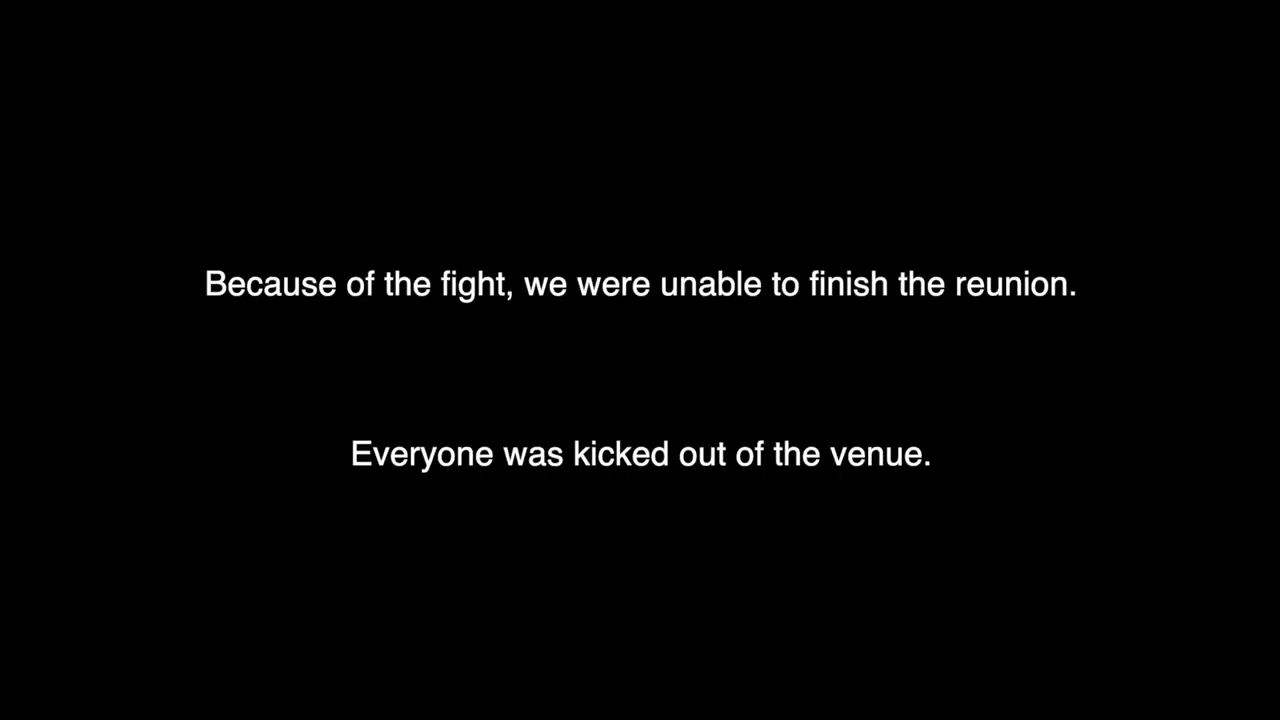 Because of the fight, we were unable to finish the reunion.
Everyone was kicked out of the venue.